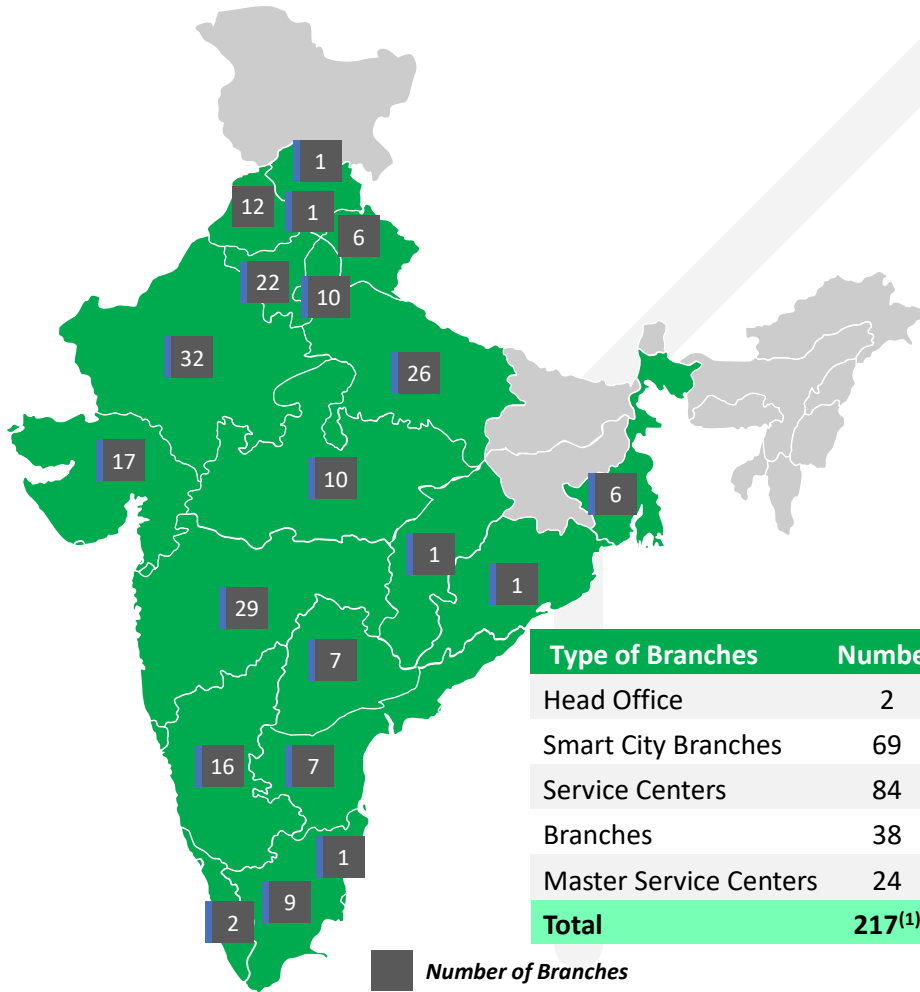 1
12
1
6
22
10
32
26
17
10
6
1
1
29
7
16
7
1
9
2
Type of Branches Numbe
Head Office 2
Smart City Branches 69
Service Centers 84
Branches 38
Master Service Centers 24
Total 217(1)
Number of Branches